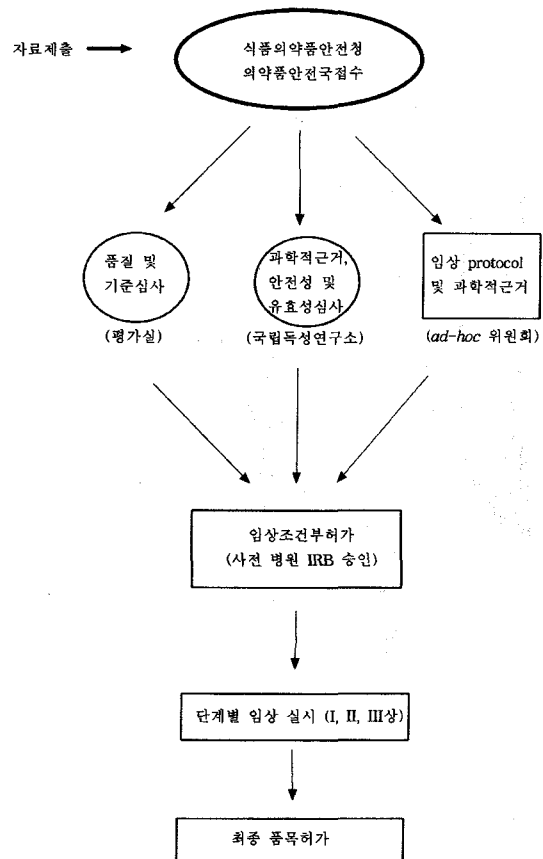 자료제출
식품의약품안전청
의약품안전국접수
품질 및
기준심사
(평가실)
과학적근거,
안전성 및
유효성심사
(국립독성연구소)
임상 protocol
및 과학적근거
(ad-hoc 위원회)
임상조건부허가
(사전 병원 IRB 승인)
단계별 임상 실시 (I, II, III상)
최종 품목허가